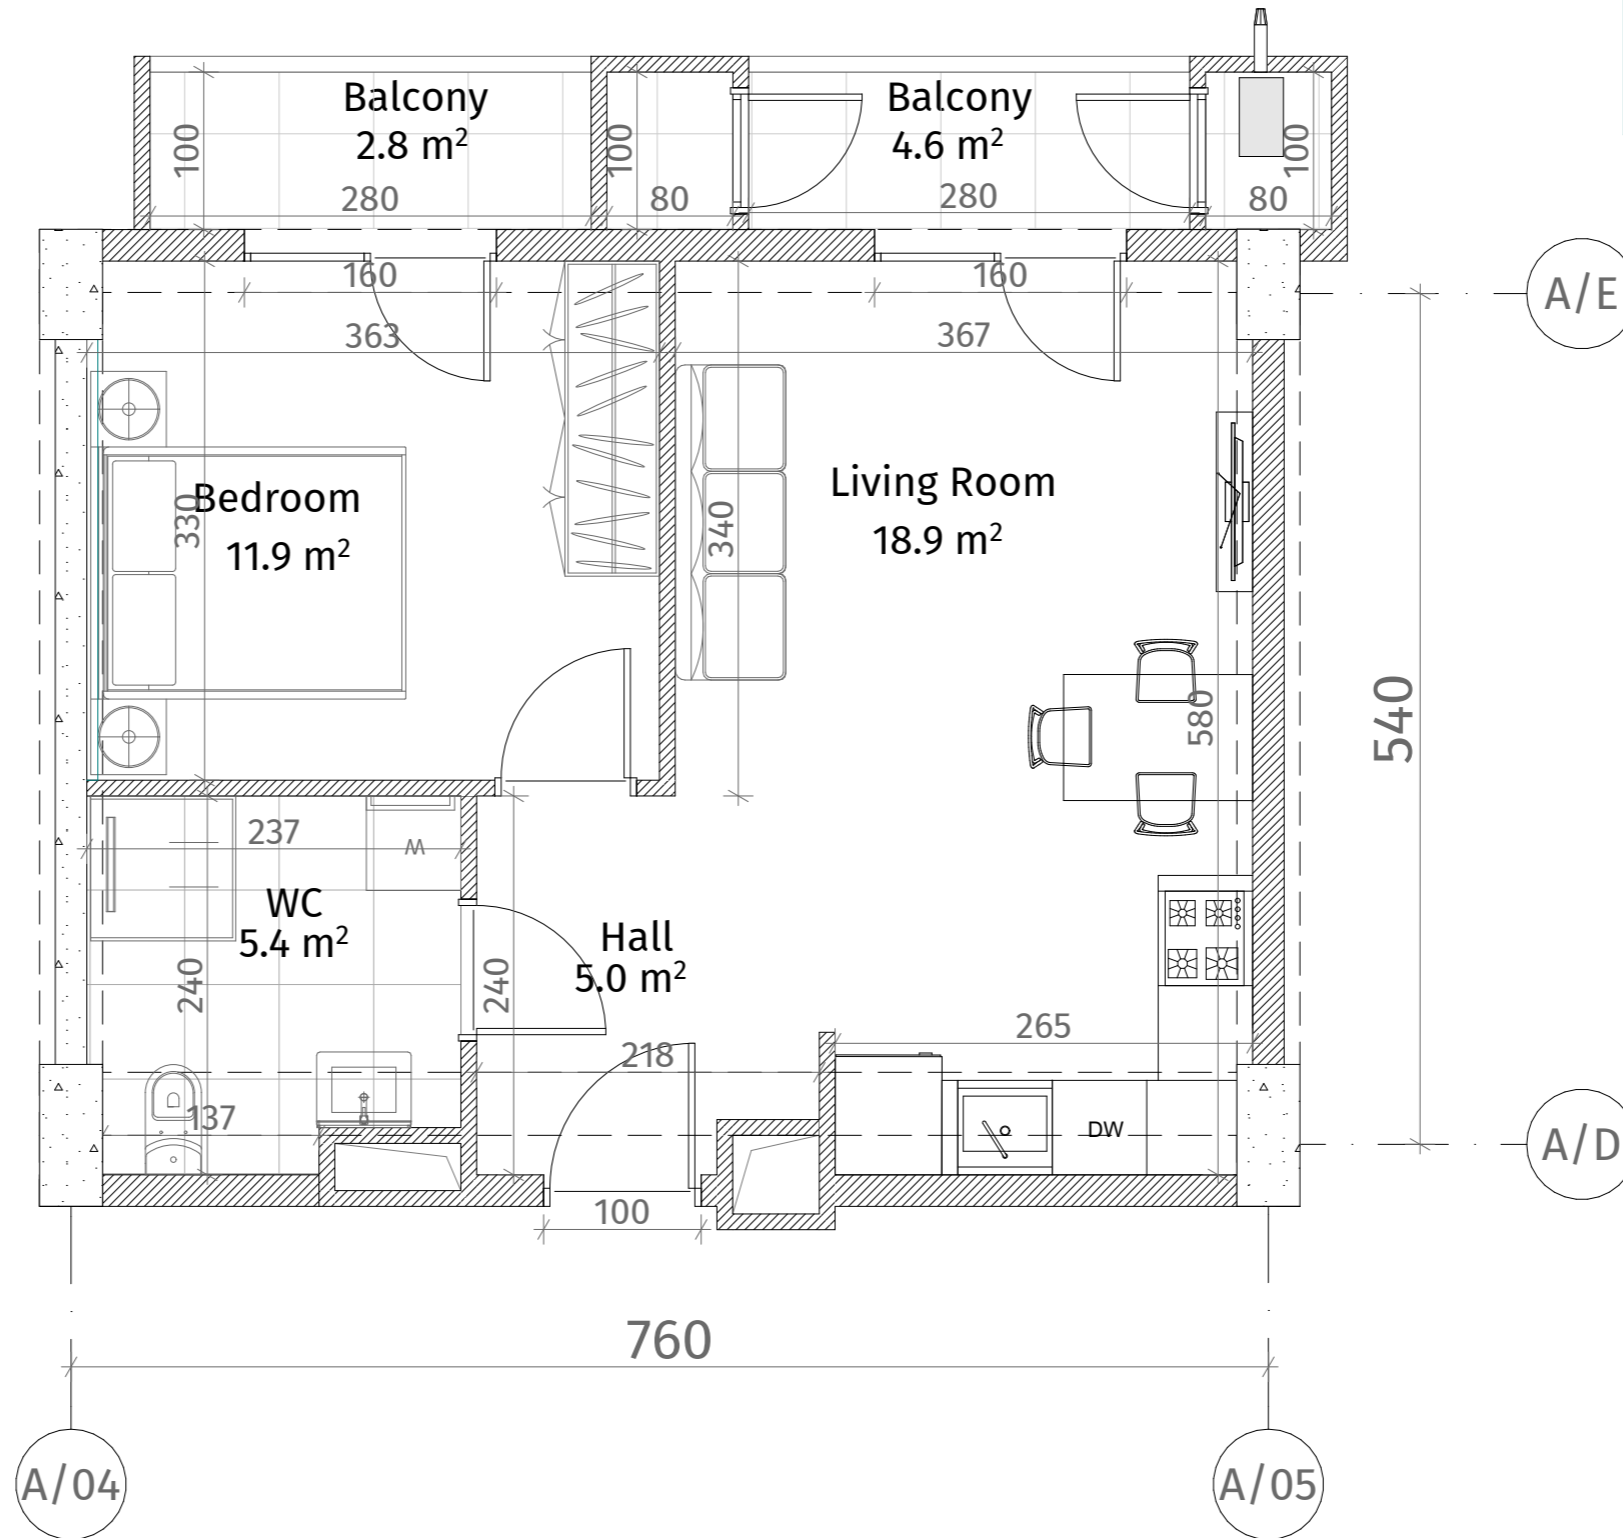 Balcony
2.8 m²
Balcony
4.6 m²
100
100
100
280
80
280
80
160
160
363
367
A/E
Bedroom
11.9 m²
330
Living Room
18.9 m²
340
580
540
237
W
WC
5.4 m²
240
Hall
5.0 m²
240
265
218
137
DW
A/D
100
760
A/04
A/05